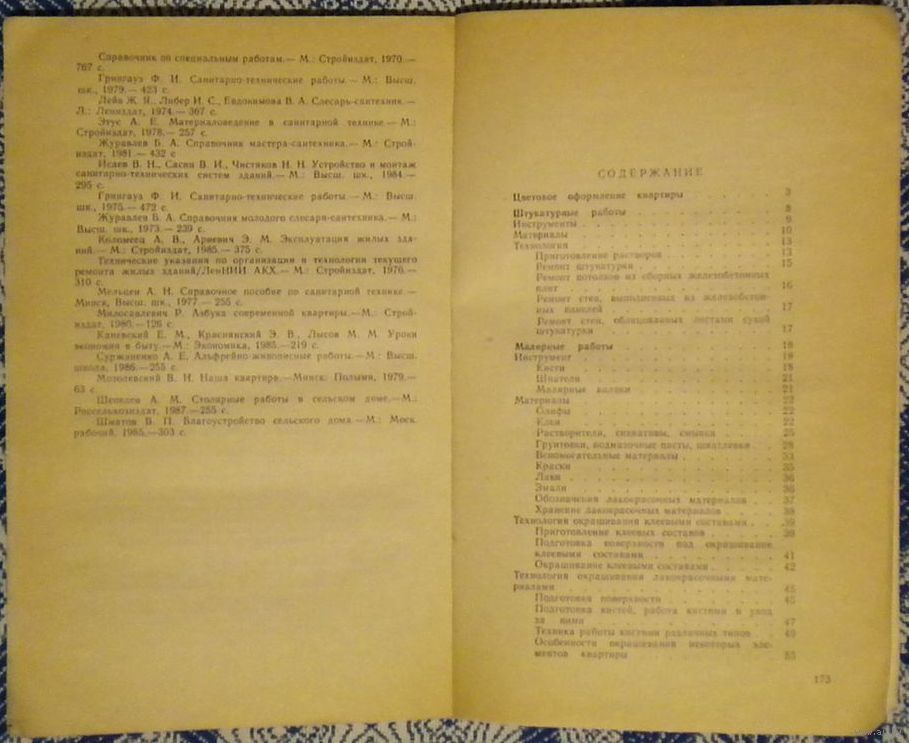 Справочник по специальным работам.— М.: Стройиздат, 1970.—
767 с.
Грингауз Ф. И. Санитарно-технические работы.— М.: Высш.
шк., 1979.— 423 с.
Лейн Ж. Я., Либер И. С., Евдокимова В. А. Слесарь-сантехник.—
Л.: Лениздат, 1974.— 367 с.
Этус А. Е. Материаловедение в санитарной технике.— М.:
Стройиздат, 1978.— 257 с.
Журавлев Б. А. Справочник мастера-сантехника.— М.: Строй-
издат, 1981.— 432 с
Исаев В. Н., Сасин В. И., Чистяков Н. Н. Устройство и монтаж
санитарно-технических систем зданий.— М.: Высш. шк., 1984.—
295 с.
Грингауз Ф. И. Санитарно-технические работы.— М.: Высш.
шк., 1975.— 472 с.
Журавлев Б. А. Справочник молодого слесаря-сантехника.— М.:
Высш. шк., 1973.— 239 с.
Коломеец А. В., Ариевич Э. М. Эксплуатация жилых зда-
ний.— М.: Стройиздат, 1985.— 375 с.
Технические указания по организации и технологии текущего
ремонта жилых зданий/ЛенНИИ АКХ.— М.: Стройиздат, 1976.—
310 с.
Мельцен А. Н. Справочное пособие по санитарной технике.—
Минск, Высш. шк., 1977.— 255 с.
Милосавлевич Р. Азбука современной квартиры.—М.: Строй-
издат, 1980.—126 с
Каневский Е. М., Краснянский Э. В., Лысов М. М. Уроки
экономии в быту.—М.: Экономика, 1985.—219 с.
Суржаненко А. Е. Альфрейно-живописные работы.—М.: Высш.
школа, 1986.—255 с.
Мозолевский В. Н. Наша квартира.—Минск: Полымя, 1979.—
63 с.
Шепелев А. М. Столярные работы в сельском доме.—М.:
Россельхозиздат, 1987.—255 с.
Шматов В. П. Благоустройство сельского дома.—М.: Моск.
рабочий, 1985.—303 с.
СОДЕРЖАНИЕ
Цветовое оформление квартиры . . . . . 3
Штукатурные работы . . . . . 8
Инструменты . . . . . 9
Материалы . . . . . 10
Технология . . . . . 13
Приготовление растворов . . . . . 13
Ремонт штукатурки . . . . . 15
Ремонт потолков из сборных железобетонных
плит . . . . . 16
Ремонт стен, выполненных из железобетон-
ных панелей . . . . . 17
Ремонт стен, облицованных листами сухой
штукатурки . . . . . 17
Малярные работы . . . . . 18
Инструмент . . . . . 18
Кисти . . . . . 18
Шпатели . . . . . 21
Малярные валики . . . . . 21
Материалы . . . . . 22
Олифы . . . . . 22
Клеи . . . . . 22
Растворители, сиккативы, смывки . . . 25
Грунтовки, подмазочные пасты, шпатлевки . . 28
Вспомогательные материалы . . . . . 33
Краски . . . . . 35
Лаки . . . . . 36
Эмали . . . . . 36
Обозначения лакокрасочных материалов . . 37
Хранение лакокрасочных материалов . . . 38
Технология окрашивания клеевыми составами . . 39
Приготовление клеевых составов . . . . 39
Подготовка поверхности под окрашивание
клеевыми составами . . . . . 41
Окрашивание клеевыми составами . . . . 42
Технология окрашивания лакокрасочными мате-
риалами . . . . . 45
Подготовка поверхности . . . . . 45
Подготовка кистей, работа кистями и уход
за ними . . . . . 47
Техника работы кистями различных типов . . 49
Особенности окрашивания некоторых эле-
ментов квартиры . . . . . 53
173